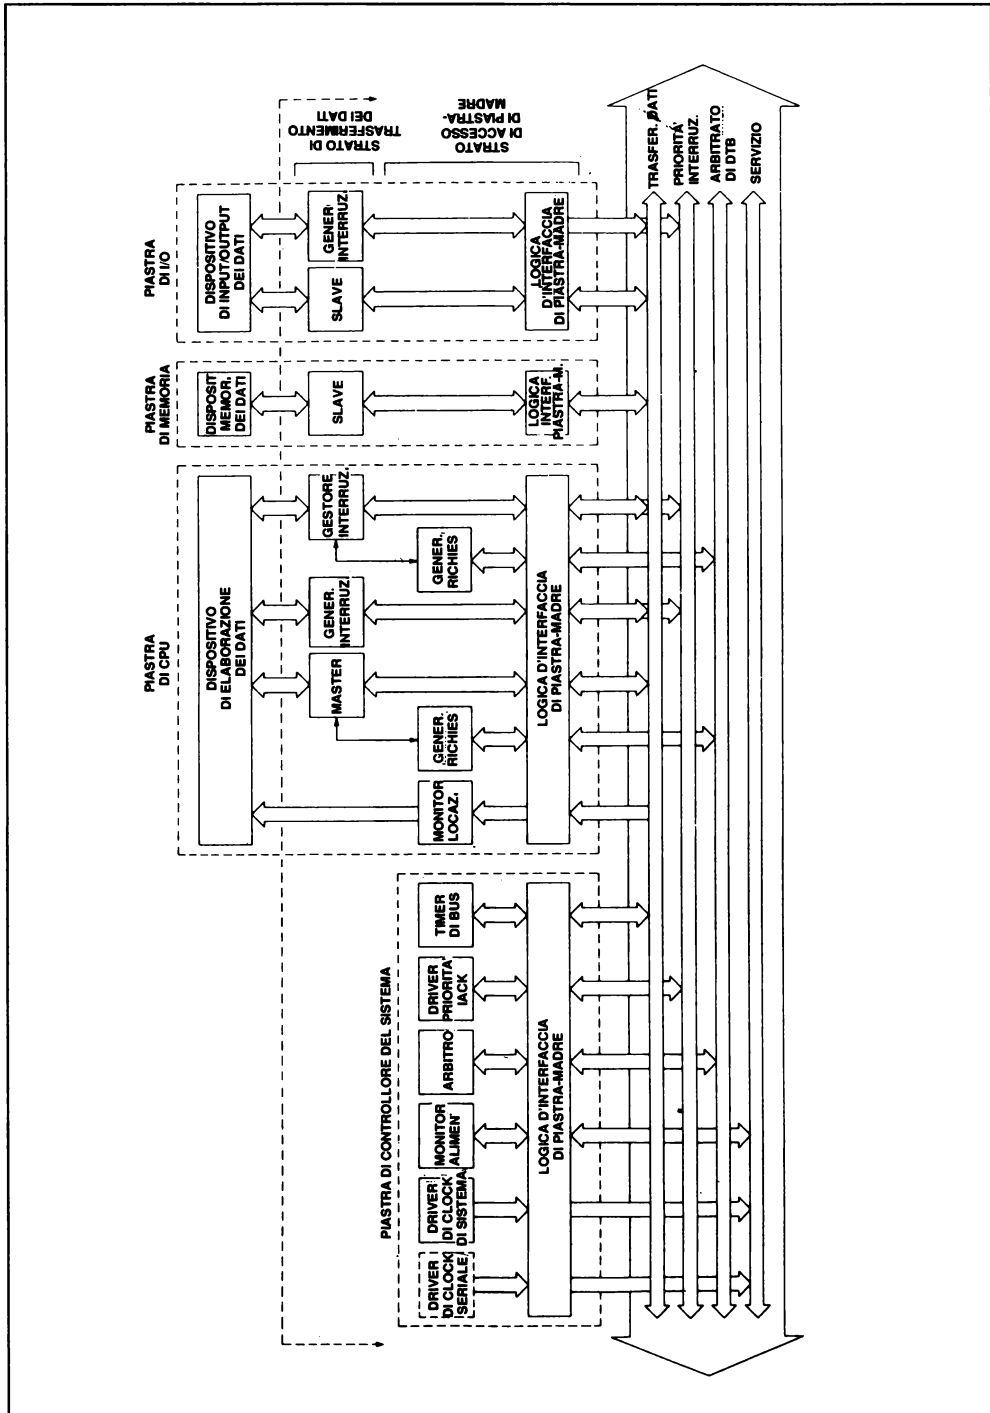 PIASTRA DI CONTROLLORE DEL SISTEMA
DRIVER
DI CLOCK
SERIALE
DRIVER
DI CLOCK
DI SISTEMA
MONITOR
ALIMEN
ARBITRO
DRIVER
PRIORITA'
IACK
TIMER
DI BUS
LOGICA D'INTERFACCIA
DI PIASTRA-MADRE
PIASTRA
DI CPU
DISPOSITIVO
DI ELABORAZIONE
DEI DATI
MONITOR
LOCAZ.
GENER.
RICHIES
MASTER
GENER.
INTERRUZ
GENER.
RICHIES
GESTORE
INTERRUZ.
LOGICA D'INTERFACCIA
DI PIASTRA-MADRE
PIASTRA
DI MEMORIA
DISPOSIT
MEMOR.
DEI DATI
SLAVE
LOGICA
INTERF.
PIASTRA-M.
PIASTRA
DI I/O
DISPOSITIVO
DI INPUT/OUTPUT
DEI DATI
SLAVE
GENER.
INTERRUZ
LOGICA
D'INTERFACCIA
DI PIASTRA-MADRE
STRATO DI
TRASFERIMENTO
DEI DATI
STRATO
DI ACCESSO
DI PIASTRA-
MADRE
TRASFER. DATI
PRIORITA'
INTERRUZ.
ARBITRATO
DI DTB
SERVIZIO